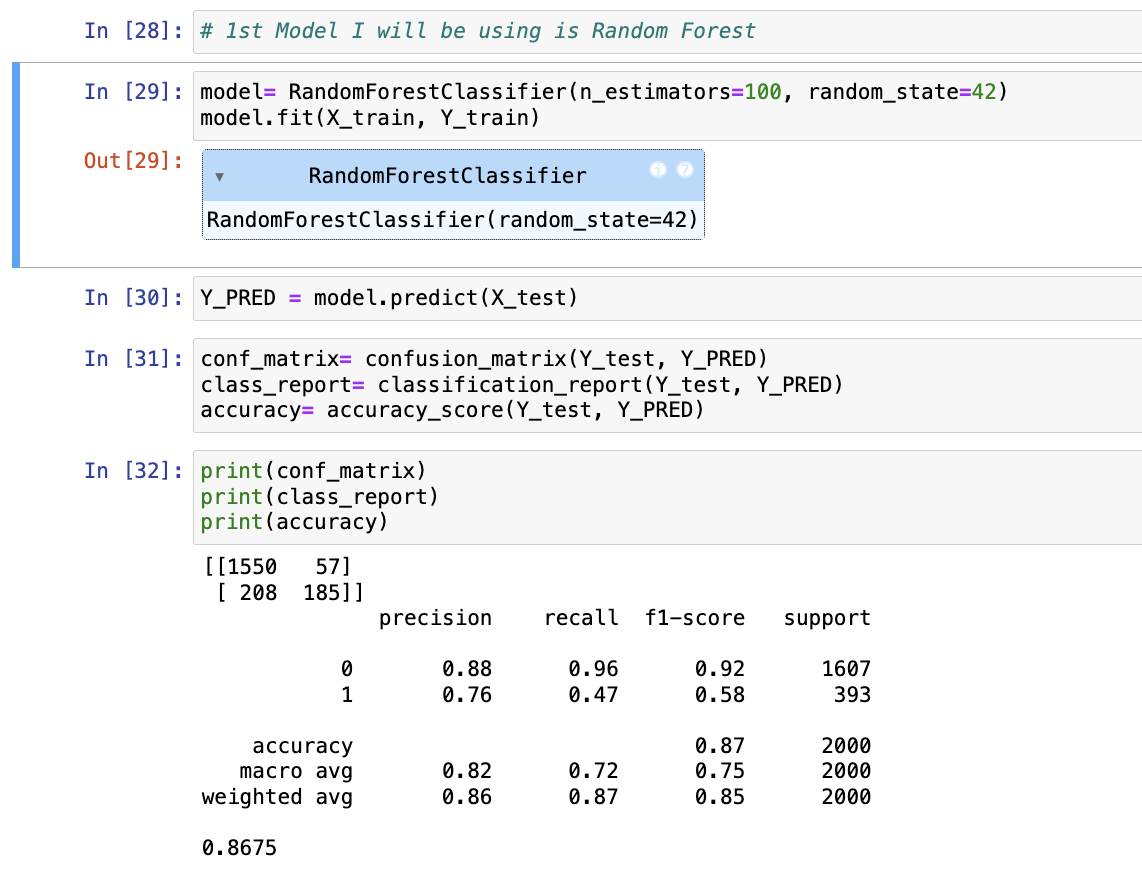 In [28]: # 1st Model I will be using is Random Forest
In [29]: model= RandomForestClassifier(n_estimators=100, random_state=42)
model.fit(X_train, Y_train)
Out[29]: ▾ RandomForestClassifier i ?
RandomForestClassifier(random_state=42)
In [30]: Y_PRED = model.predict(X_test)
In [31]: conf_matrix= confusion_matrix(Y_test, Y_PRED)
class_report= classification_report(Y_test, Y_PRED)
accuracy= accuracy_score(Y_test, Y_PRED)
In [32]: print(conf_matrix)
print(class_report)
print(accuracy)
[[1550   57]
 [ 208  185]]
              precision    recall  f1-score   support
           0       0.88      0.96      0.92      1607
           1       0.76      0.47      0.58       393
    accuracy                           0.87      2000
   macro avg       0.82      0.72      0.75      2000
weighted avg       0.86      0.87      0.85      2000
0.8675